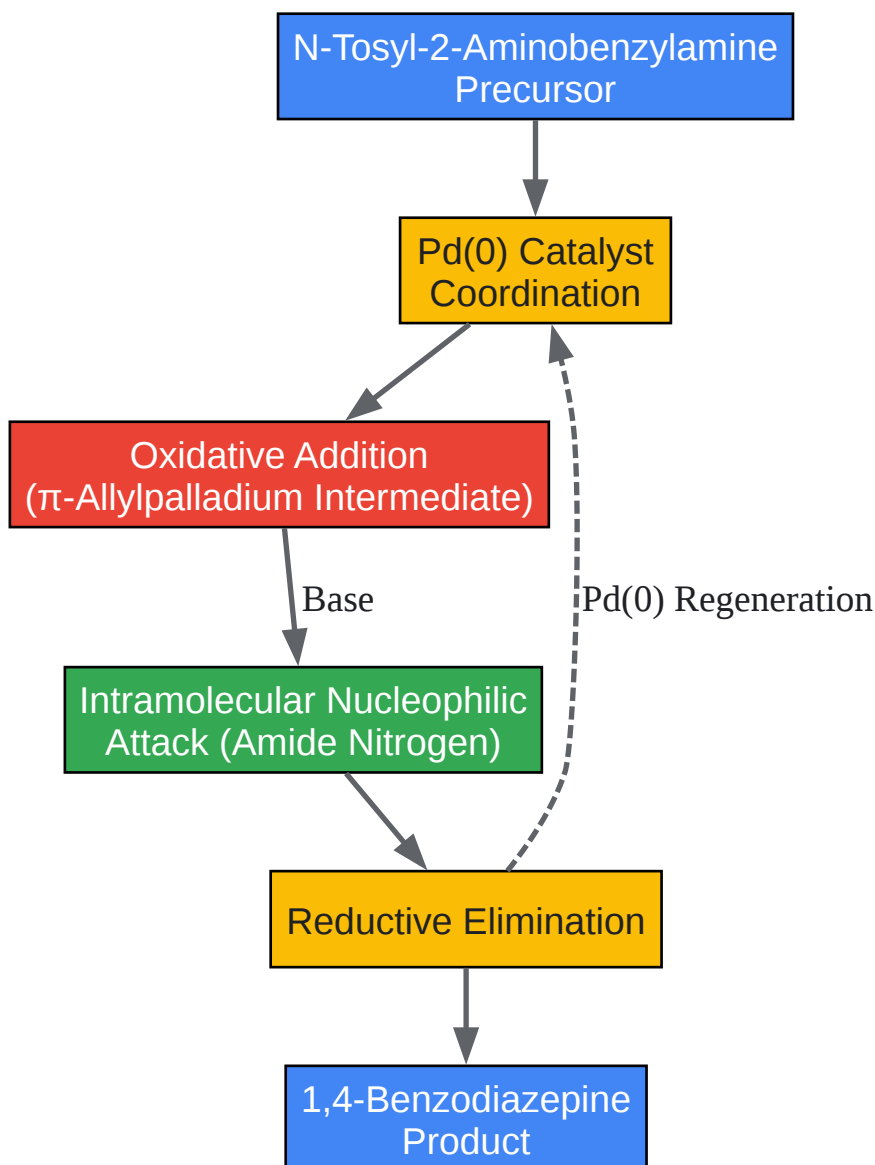 N-Tosyl-2-Aminobenzylamine
Precursor
Pd(0) Catalyst
Coordination
Oxidative Addition
(π-Allylpalladium Intermediate)
Base
Pd(0) Regeneration
Intramolecular Nucleophilic
Attack (Amide Nitrogen)
Reductive Elimination
1,4-Benzodiazepine
Product